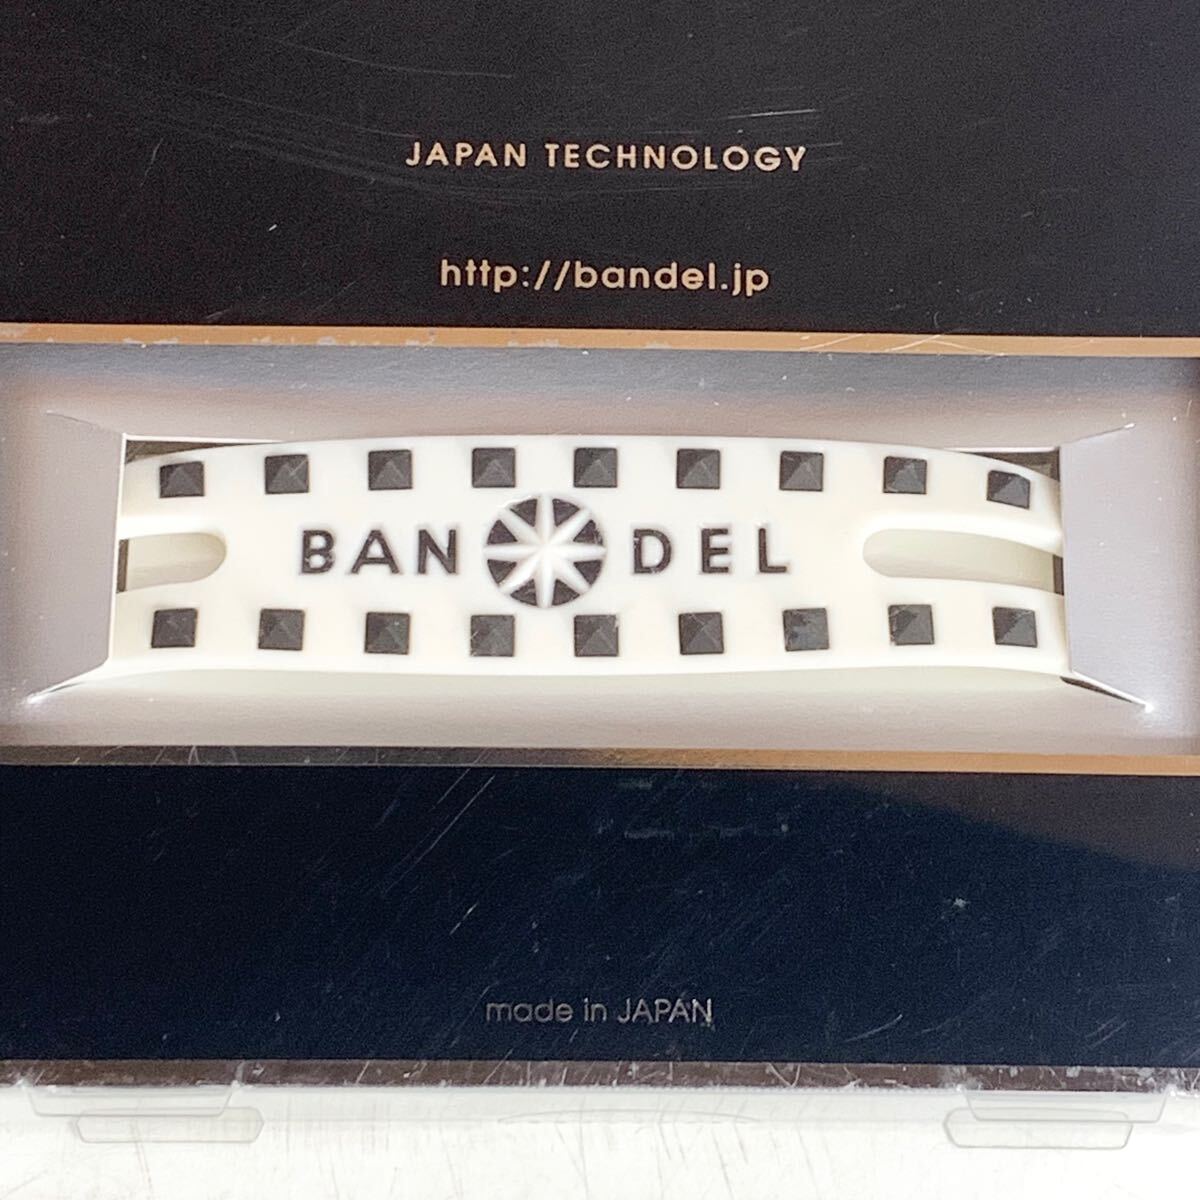 JAPAN TECHNOLOGY
http://bandel.jp
BAN DEL
made in JAPAN